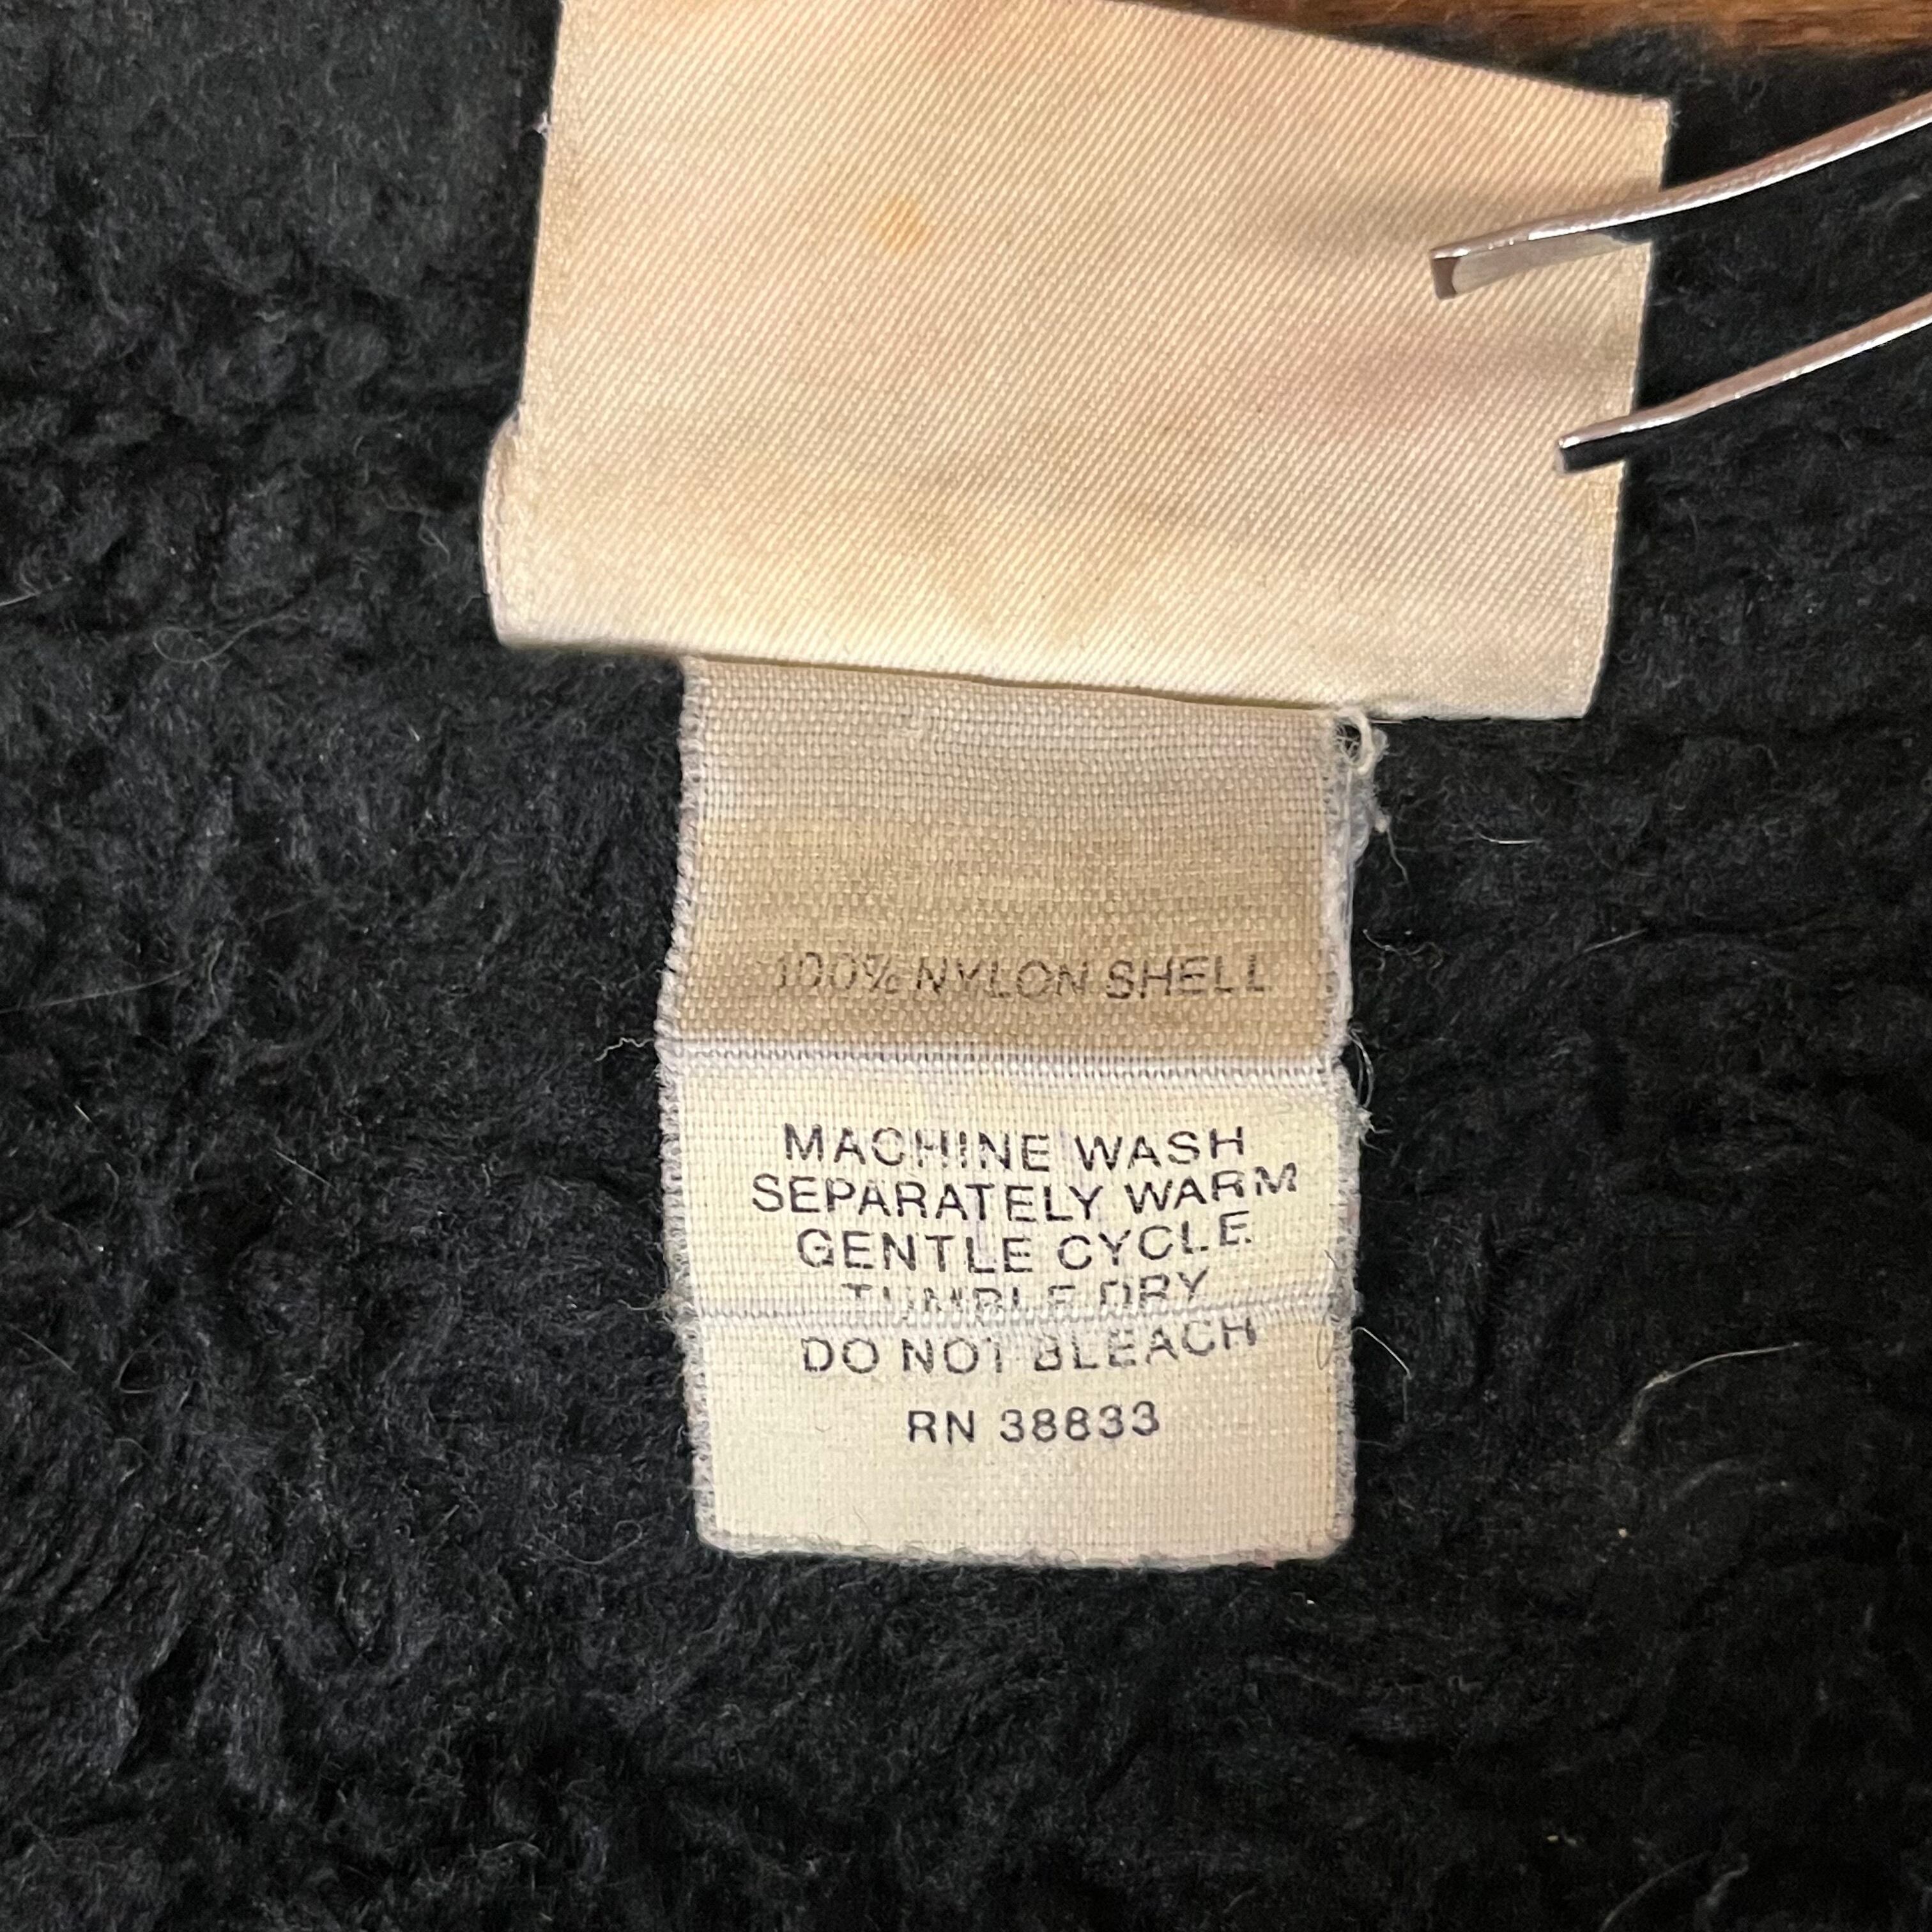 100% NYLON SHELL
MACHINE WASH
SEPARATELY WARM
GENTLE CYCLE
TUMBLE DRY
DO NOT BLEACH
RN 38833